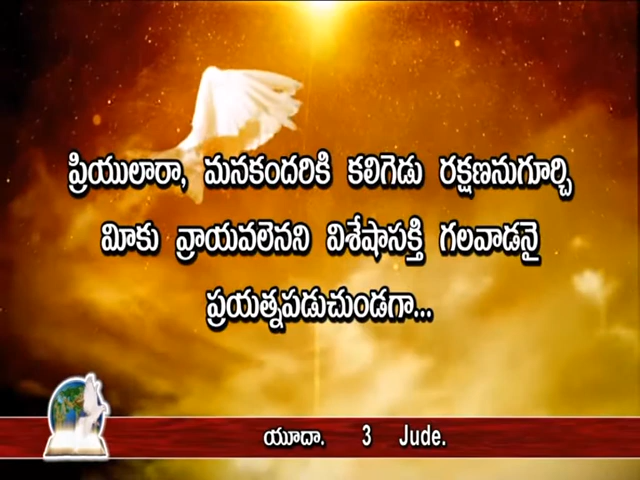 ప్రియులారా, మనకందరికి కలిగెడు రక్షణనుగూర్చి
మీకు వ్రాయవలెనని విశేషాసక్తి గలవాడనై
ప్రయత్నపడుచుండగా...
యూదా. 3 Jude.